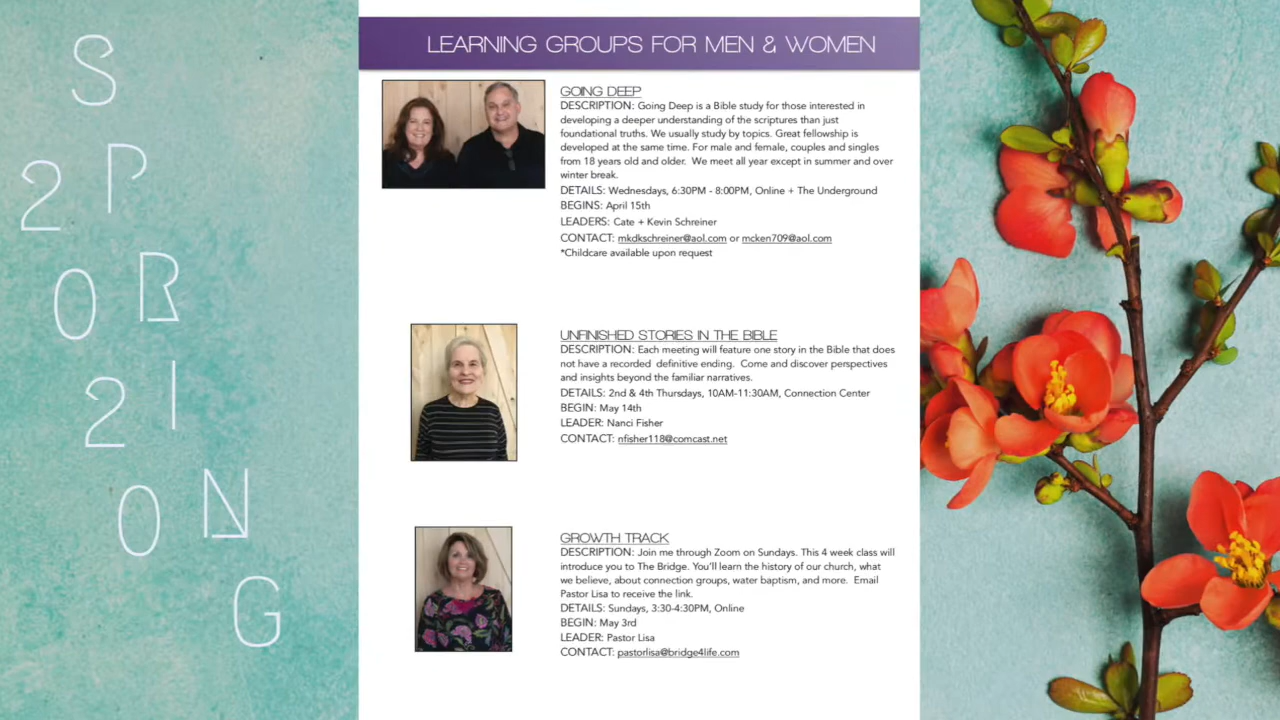 SPRING
2020
LEARNING GROUPS FOR MEN & WOMEN
GOING DEEP
DESCRIPTION: Going Deep is a Bible study for those interested in
developing a deeper understanding of the scriptures than just
foundational truths. We usually study by topics. Great fellowship is
developed at the same time. For male and female, couples and singles
from 18 years old and older. We meet all year except in summer and over
winter break.
DETAILS: Wednesdays, 6:30PM - 8:00PM, Online + The Underground
BEGINS: April 15th
LEADERS: Cate + Kevin Schreiner
CONTACT: mkdkschreiner@aol.com or mcken709@aol.com
*Childcare available upon request
UNFINISHED STORIES IN THE BIBLE
DESCRIPTION: Each meeting will feature one story in the Bible that does
not have a recorded definitive ending. Come and discover perspectives
and insights beyond the familiar narratives.
DETAILS: 2nd & 4th Thursdays, 10AM-11:30AM, Connection Center
BEGIN: May 14th
LEADER: Nanci Fisher
CONTACT: nfisher118@comcast.net
GROWTH TRACK
DESCRIPTION: Join me through Zoom on Sundays. This 4 week class will
introduce you to The Bridge. You'll learn the history of our church, what
we believe, about connection groups, water baptism, and more. Email
Pastor Lisa to receive the link.
DETAILS: Sundays, 3:30-4:30PM, Online
BEGIN: May 3rd
LEADER: Pastor Lisa
CONTACT: pastorlisa@bridge4life.com